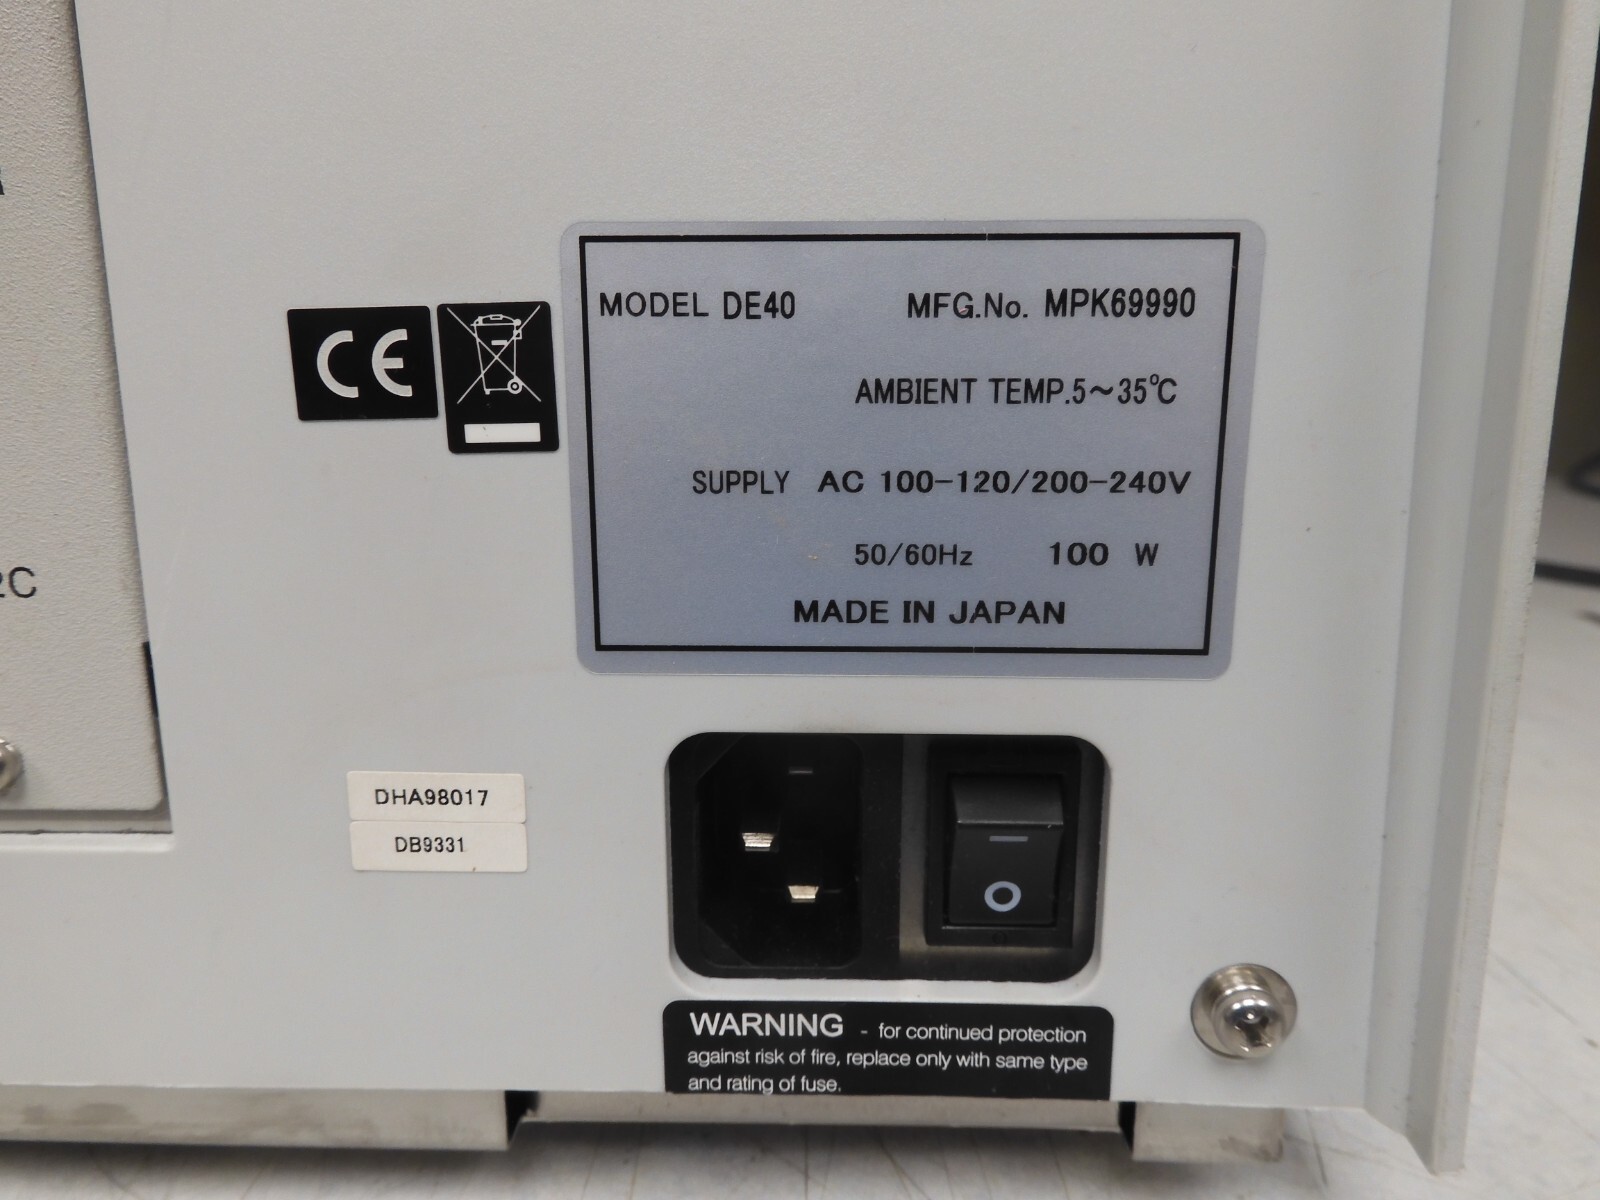 MODEL DE40 MFG.No. MPK69990
AMBIENT TEMP.5~35℃
SUPPLY AC 100-120/200-240V
50/60Hz 100 W
MADE IN JAPAN
CE
2C
DHA98017
DB9331
WARNING - for continued protection
against risk of fire, replace only with same type
and rating of fuse.